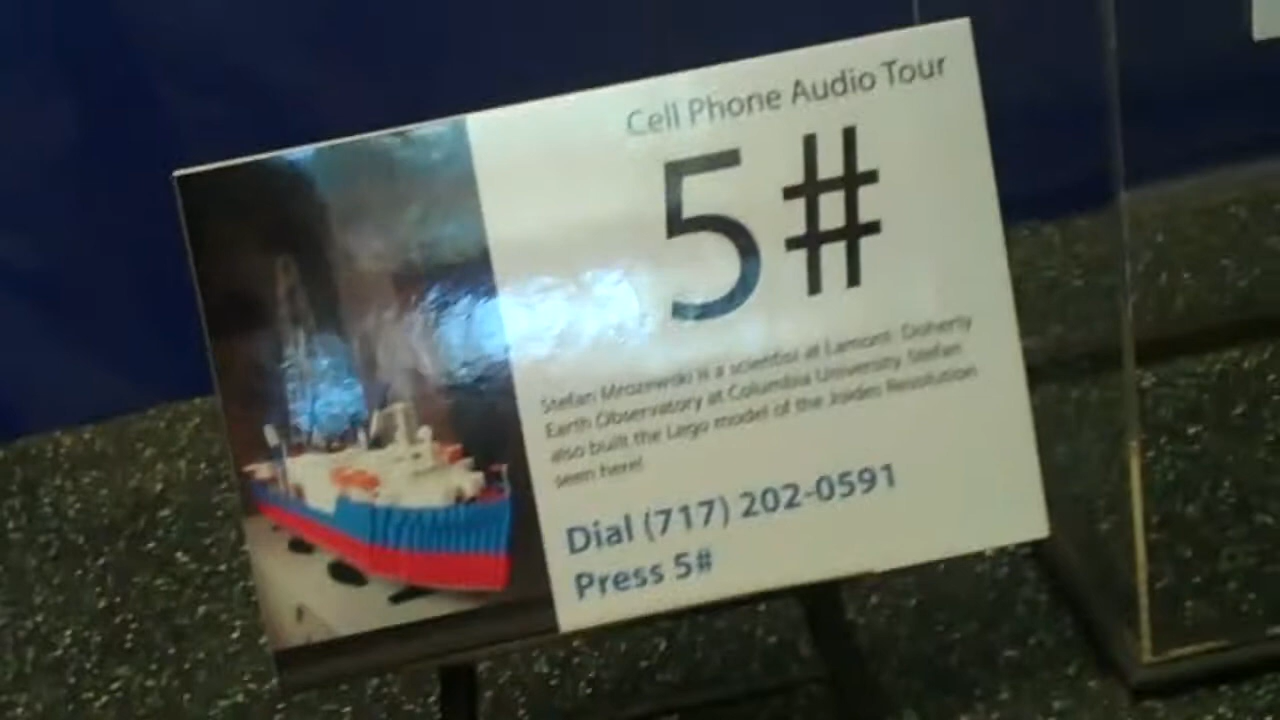 Cell Phone Audio Tour
5#
Stefan Mrozewski is a scientist at Lamont-Doherty
Earth Observatory at Columbia University. Stefan
also built the Lego model of the Joides Resolution
seen here!
Dial (717) 202-0591
Press 5#